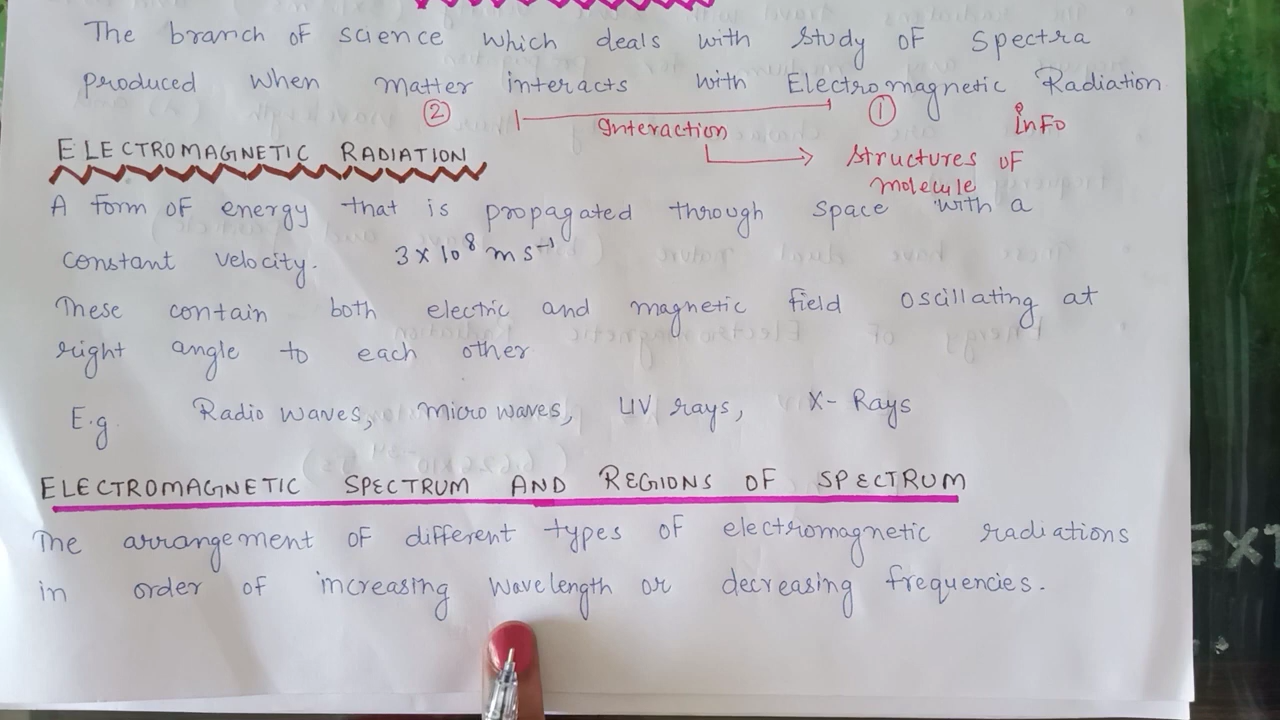 The branch of science which deals with study of spectra
produced when matter interacts with Electromagnetic Radiation
② Interaction ① info
structures of
molecule
ELECTROMAGNETIC RADIATION
A form of energy that is propagated through space with a
constant velocity. 3 × 10⁸ m s⁻¹
These contain both electric and magnetic field oscillating at
right angle to each other
E.g Radio waves, micro waves, UV rays, X-Rays
ELECTROMAGNETIC SPECTRUM AND REGIONS OF SPECTRUM
The arrangement of different types of electromagnetic radiations
in order of increasing wavelength or decreasing frequencies.
EXT